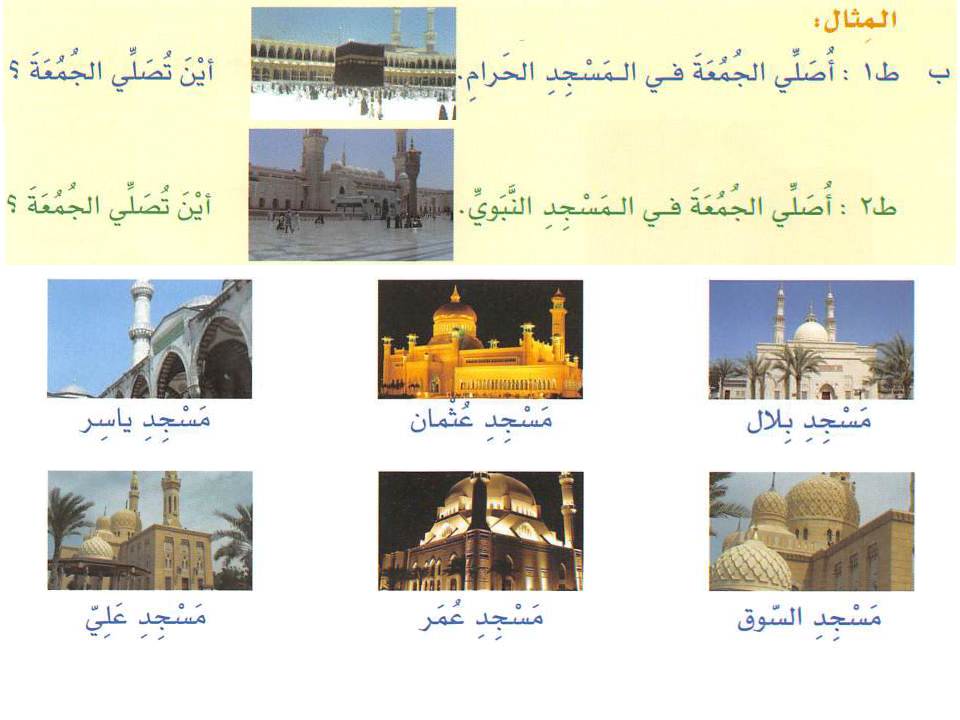 المِثال:
ب ط١ : أُصَلِّي الجُمُعَةَ في المَسْجِدِ الحَرامِ. أيْنَ تُصَلِّي الجُمُعَةَ ؟
ط٢ : أُصَلِّي الجُمُعَةَ في المَسْجِدِ النَّبَوِيِّ. أيْنَ تُصَلِّي الجُمُعَةَ ؟
مَسْجِدِ بِلال مَسْجِدِ عُثْمان مَسْجِدِ ياسِر
مَسْجِدِ السّوق مَسْجِدِ عُمَر مَسْجِدِ عَلِيّ